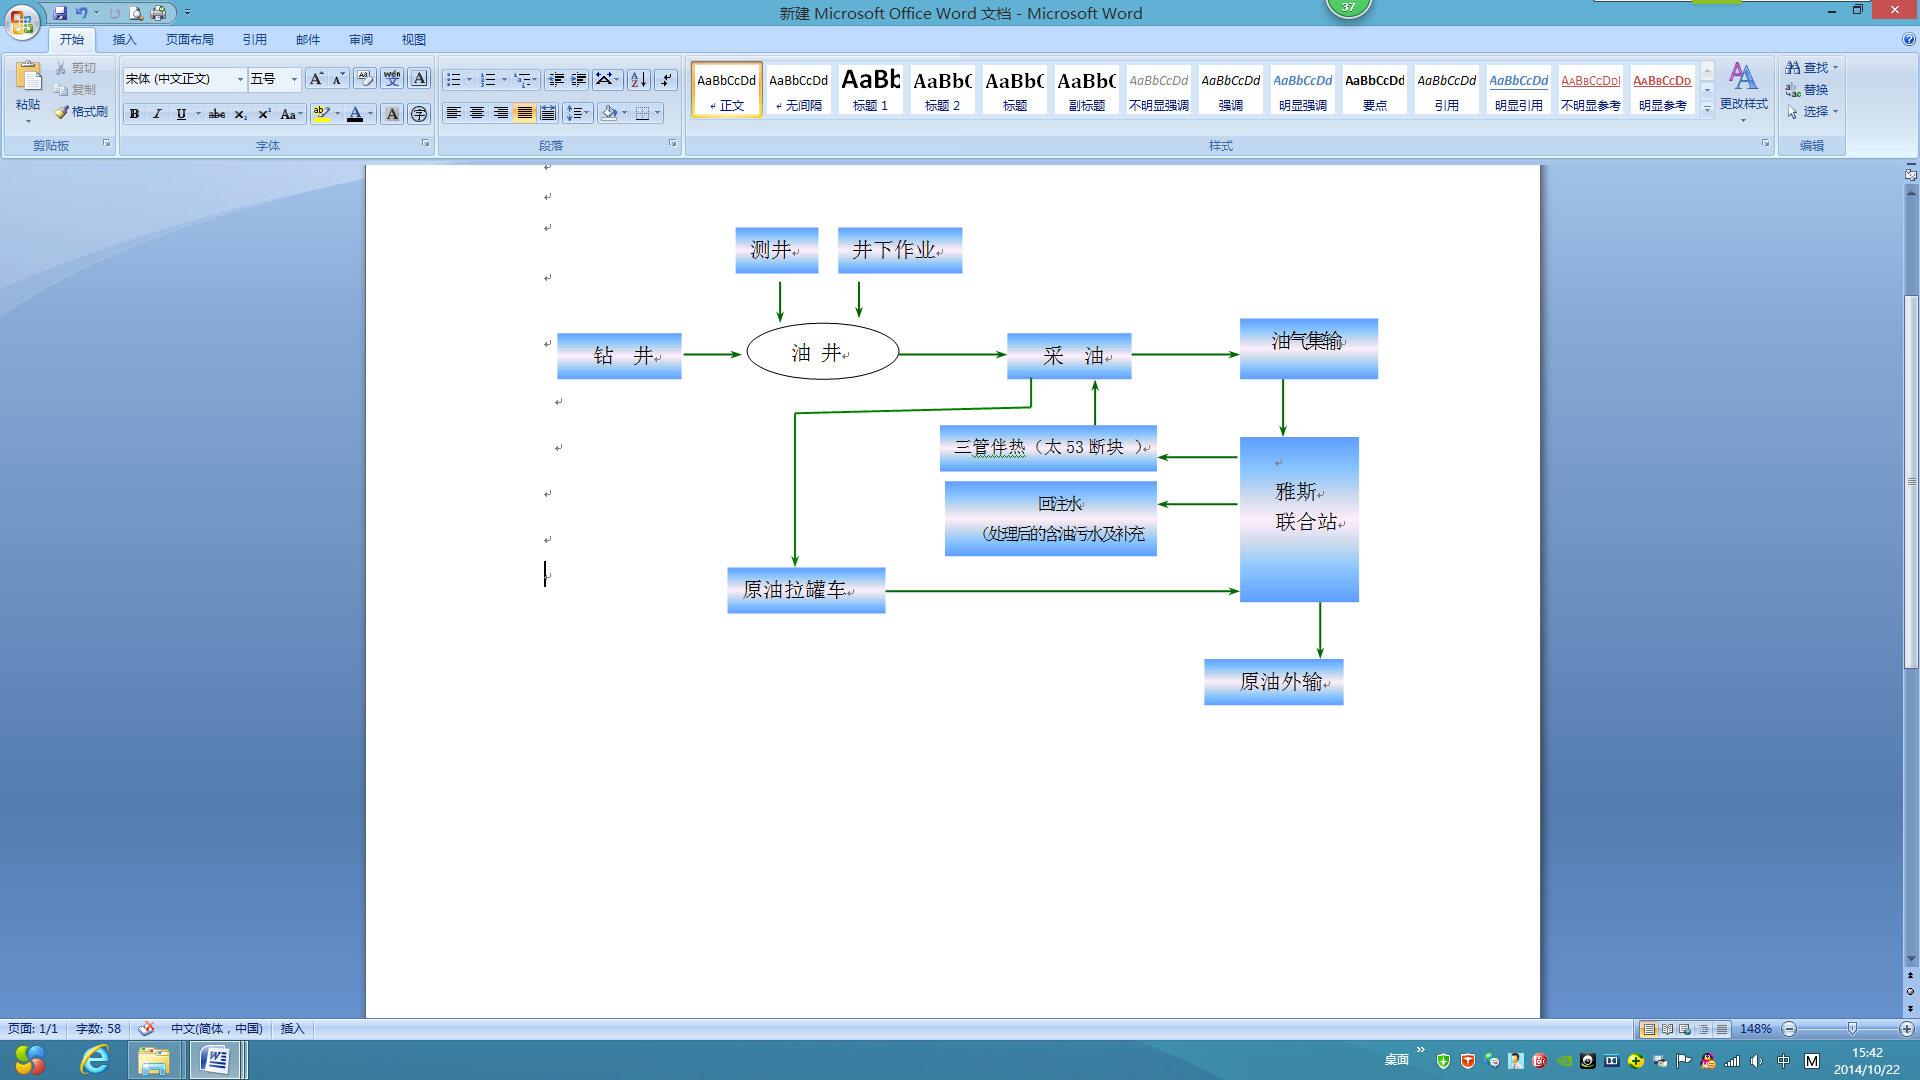 新建 Microsoft Office Word 文档 - Microsoft Word
37
开始 插入 页面布局 引用 邮件 审阅 视图
粘贴
剪切
复制
格式刷
剪贴板
宋体 (中文正文) 五号
字体
段落
AaBbCcDd AaBbCcDd AaBb AaBbC AaBbC AaBbC AaBbCcDd AaBbCcDd AaBbCcDd AaBbCcDd AaBbCcDd AaBbCcDd AaBbCcDd AaBbCcDd
正文 无间隔 标题 1 标题 2 标题 副标题 不明显强调 强调 明显强调 要点 引用 明显引用 不明显参考 明显参考
更改样式
样式
查找
替换
选择
编辑
测井
井下作业
钻 井
油 井
采 油
油气集输
三管伴热（太 53 断块 ）
回注水
（处理后的含油污水及补充
雅斯
联合站
原油拉罐车
原油外输
页面: 1/1 字数: 58 中文(简体，中国) 插入
148%
桌面
中
M
15:42
2014/10/22